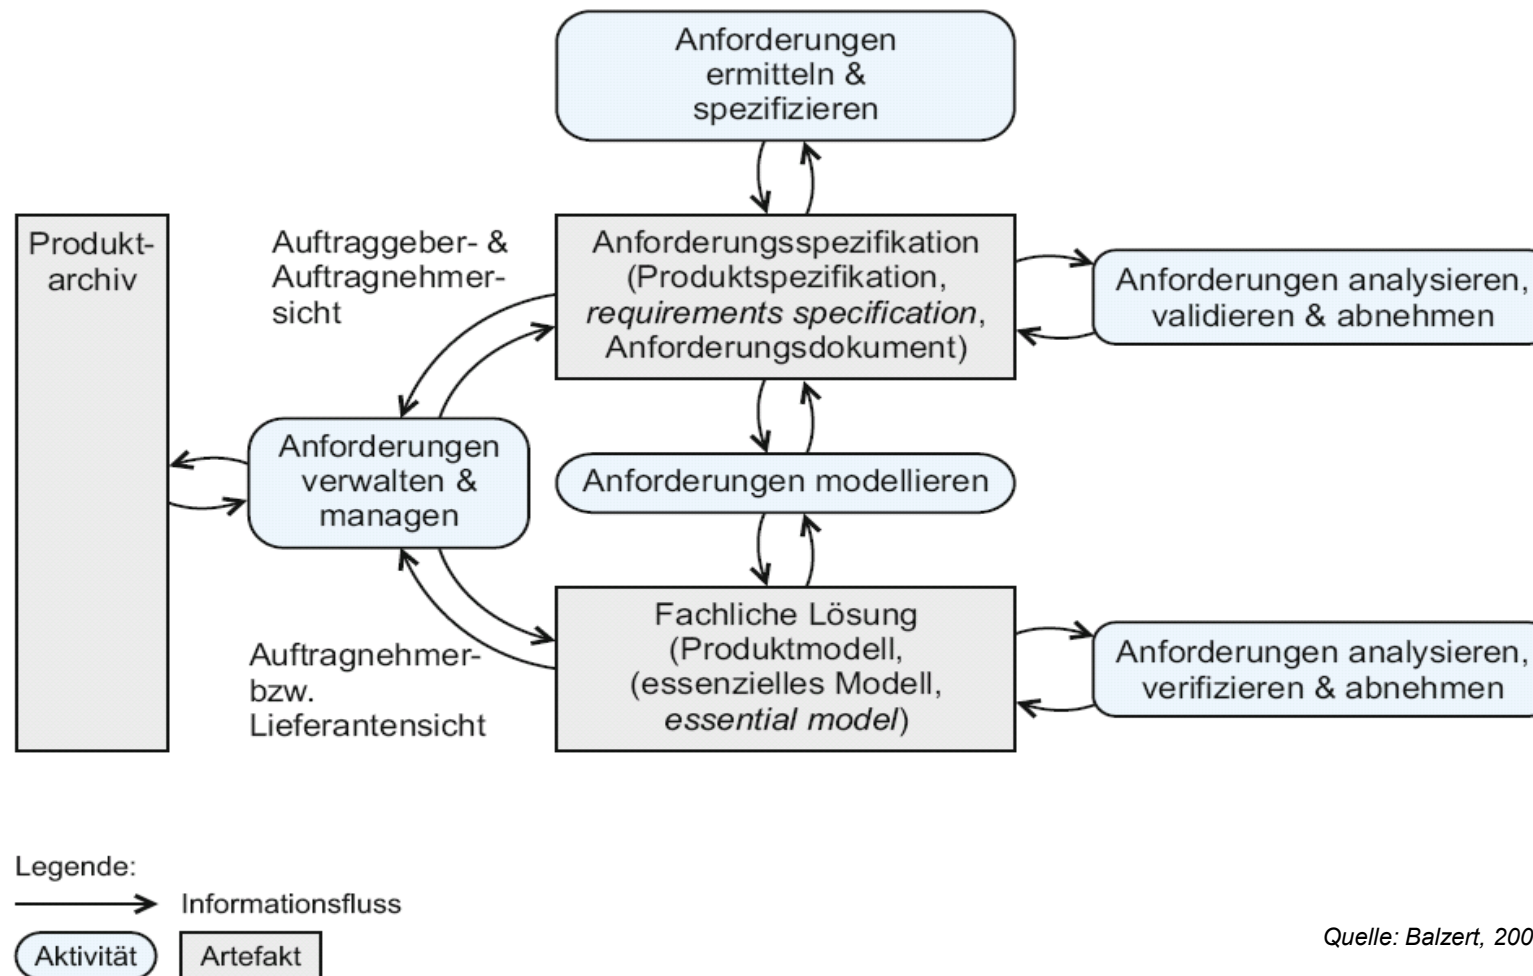 Anforderungen
ermitteln &
spezifizieren
Produkt-
archiv
Auftraggeber- &
Auftragnehmer-
sicht
Anforderungsspezifikation
(Produktspezifikation,
requirements specification,
Anforderungsdokument)
Anforderungen analysieren,
validieren & abnehmen
Anforderungen
verwalten &
managen
Anforderungen modellieren
Auftragnehmer-
bzw.
Lieferantensicht
Fachliche Lösung
(Produktmodell,
(essenzielles Modell,
essential model)
Anforderungen analysieren,
verifizieren & abnehmen
Legende:
Informationsfluss
Aktivität
Artefakt
Quelle: Balzert, 200